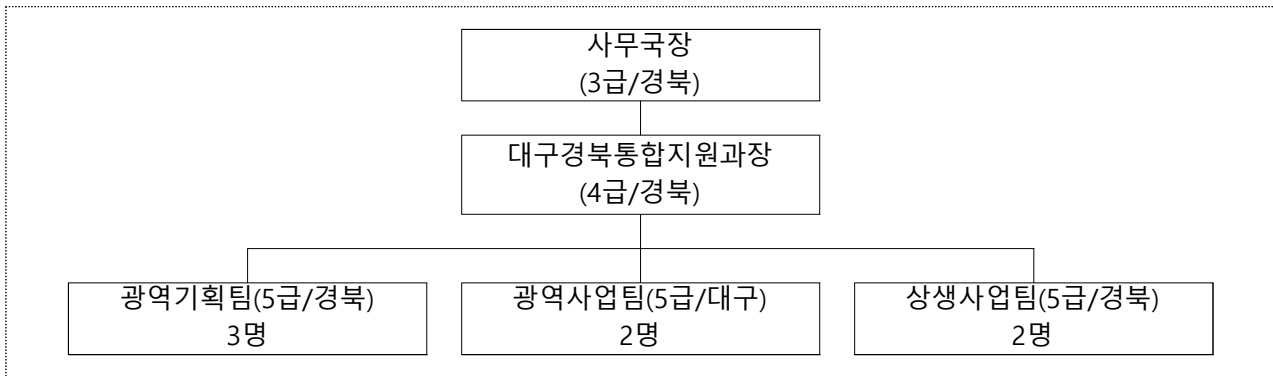 사무국장
(3급/경북)
대구경북통합지원과장
(4급/경북)
광역기획팀(5급/경북)
3명
광역사업팀(5급/대구)
2명
상생사업팀(5급/경북)
2명